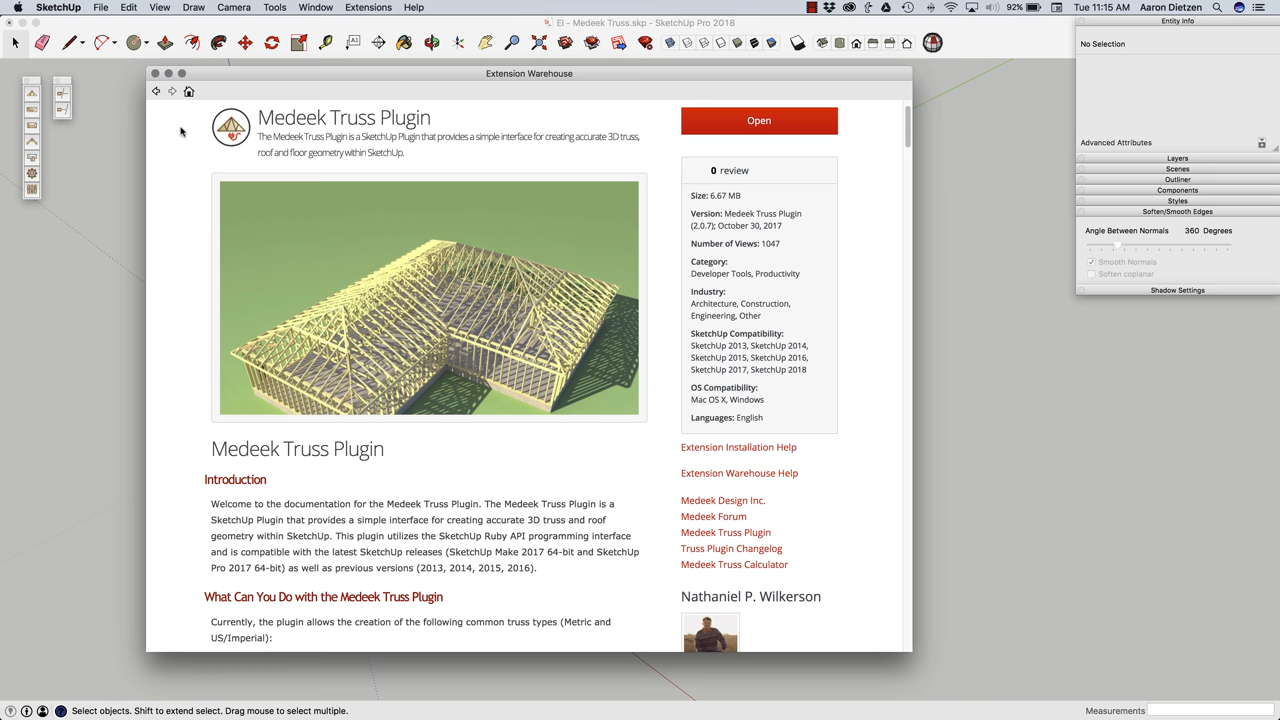 SketchUp File Edit View Draw Camera Tools Window Extensions Help
92% Tue 11:15 AM Aaron Dietzen
EI - Medeek Truss.skp - SketchUp Pro 2018
Entity Info
No Selection
Advanced Attributes
Layers
Scenes
Outliner
Components
Styles
Soften/Smooth Edges
Angle Between Normals 360 Degrees
Smooth Normals
Soften coplanar
Shadow Settings
Extension Warehouse
Medeek Truss Plugin
The Medeek Truss Plugin is a SketchUp Plugin that provides a simple interface for creating accurate 3D truss,
roof and floor geometry within SketchUp.
Open
0 review
Size: 6.67 MB
Version: Medeek Truss Plugin
(2.0.7); October 30, 2017
Number of Views: 1047
Category:
Developer Tools, Productivity
Industry:
Architecture, Construction,
Engineering, Other
SketchUp Compatibility:
SketchUp 2013, SketchUp 2014,
SketchUp 2015, SketchUp 2016,
SketchUp 2017, SketchUp 2018
OS Compatibility:
Mac OS X, Windows
Languages: English
Extension Installation Help
Extension Warehouse Help
Medeek Design Inc.
Medeek Forum
Medeek Truss Plugin
Truss Plugin Changelog
Medeek Truss Calculator
Nathaniel P. Wilkerson
Medeek Truss Plugin
Introduction
Welcome to the documentation for the Medeek Truss Plugin. The Medeek Truss Plugin is a
SketchUp Plugin that provides a simple interface for creating accurate 3D truss and roof
geometry within SketchUp. This plugin utilizes the SketchUp Ruby API programming interface
and is compatible with the latest SketchUp releases (SketchUp Make 2017 64-bit and SketchUp
Pro 2017 64-bit) as well as previous versions (2013, 2014, 2015, 2016).
What Can You Do with the Medeek Truss Plugin
Currently, the plugin allows the creation of the following common truss types (Metric and
US/Imperial):
Select objects. Shift to extend select. Drag mouse to select multiple.
Measurements